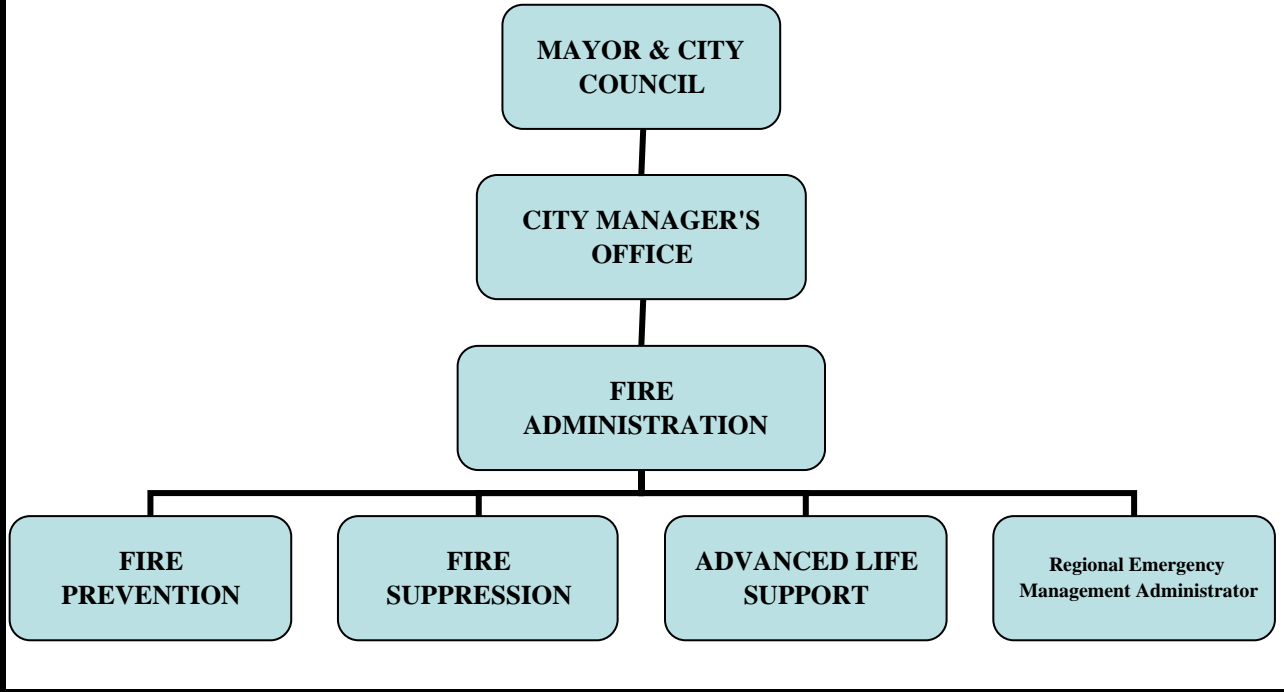 MAYOR & CITY
COUNCIL
CITY MANAGER'S
OFFICE
FIRE
ADMINISTRATION
FIRE
PREVENTION
FIRE
SUPPRESSION
ADVANCED LIFE
SUPPORT
Regional Emergency
Management Administrator